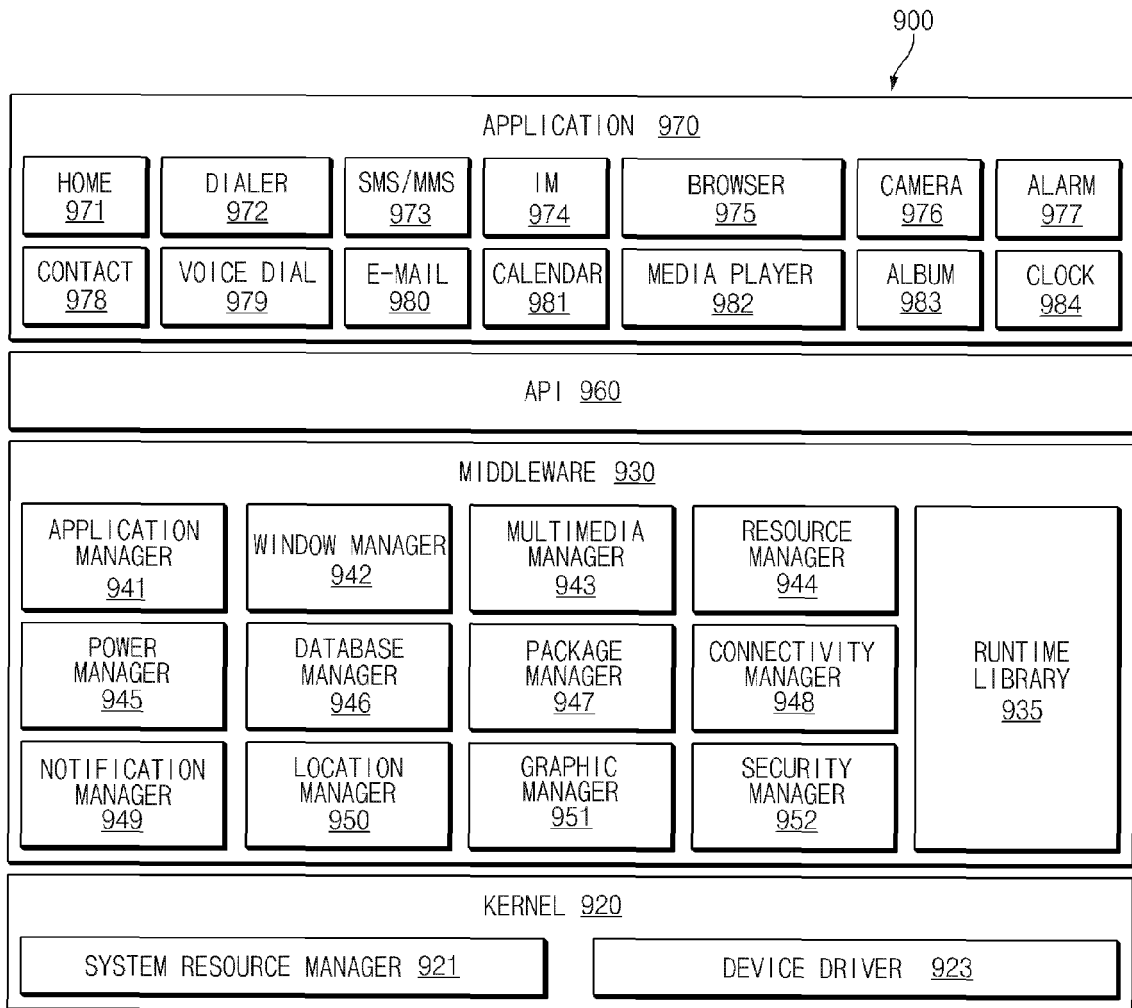 900
APPLICATION 970
HOME
971
DIALER
972
SMS/MMS
973
IM
974
BROWSER
975
CAMERA
976
ALARM
977
CONTACT
978
VOICE DIAL
979
E-MAIL
980
CALENDAR
981
MEDIA PLAYER
982
ALBUM
983
CLOCK
984
API 960
MIDDLEWARE 930
APPLICATION
MANAGER
941
WINDOW MANAGER
942
MULTIMEDIA
MANAGER
943
RESOURCE
MANAGER
944
POWER
MANAGER
945
DATABASE
MANAGER
946
PACKAGE
MANAGER
947
CONNECTIVITY
MANAGER
948
RUNTIME
LIBRARY
935
NOTIFICATION
MANAGER
949
LOCATION
MANAGER
950
GRAPHIC
MANAGER
951
SECURITY
MANAGER
952
KERNEL 920
SYSTEM RESOURCE MANAGER 921
DEVICE DRIVER 923